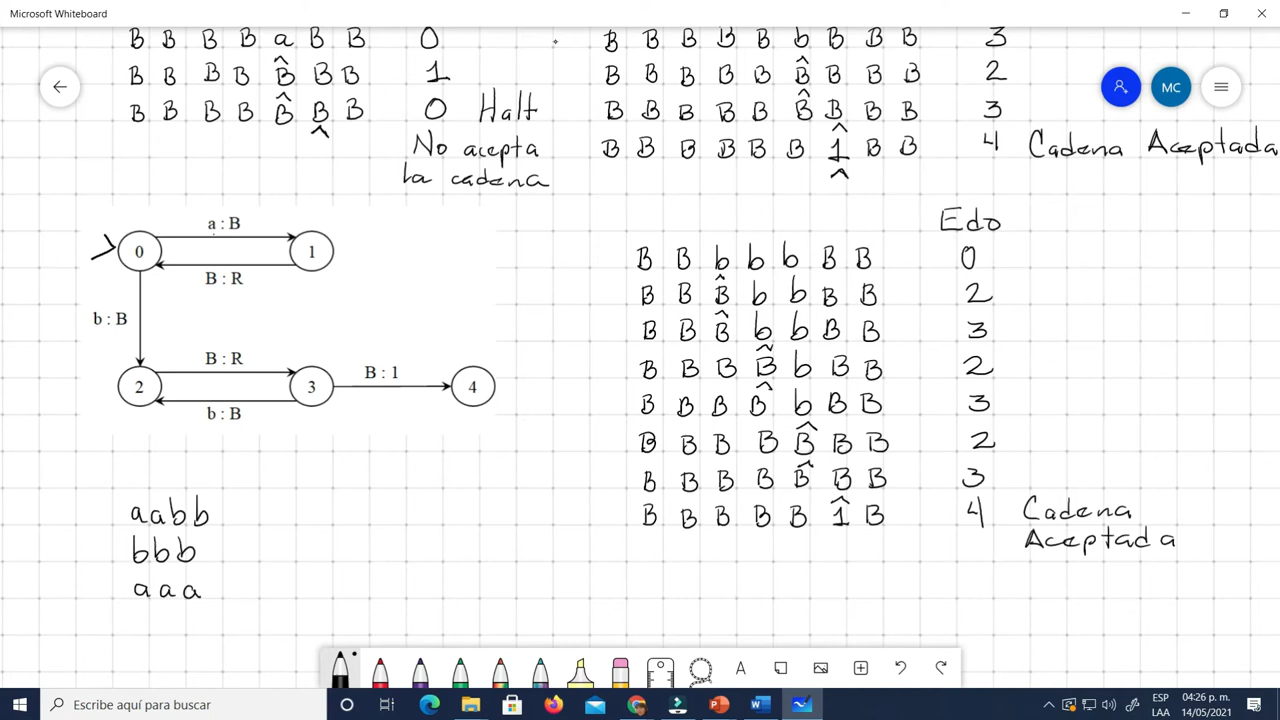 Microsoft Whiteboard
B B B B a B B 0
B B B B B B B 1
B B B B B B B 0 Halt
No acepta
la cadena
B B B B B b B B B 3
B B B B B B B B B 2
B B B B B B B B B 3
B B B B B B 1 B B 4 Cadena Aceptada
MC
a : B
0 1
B : R
b : B
B : R
B : 1
2 3 4
b : B
Edo
B B b b b B B 0
B B B b b B B 2
B B B b b B B 3
B B B B b B B 2
B B B B b B B 3
B B B B B B B 2
B B B B B B B 3
B B B B B 1 B 4 Cadena
Aceptada
aabb
bbb
aaa
Escribe aquí para buscar
ESP
LAA
04:26 p. m.
14/05/2021